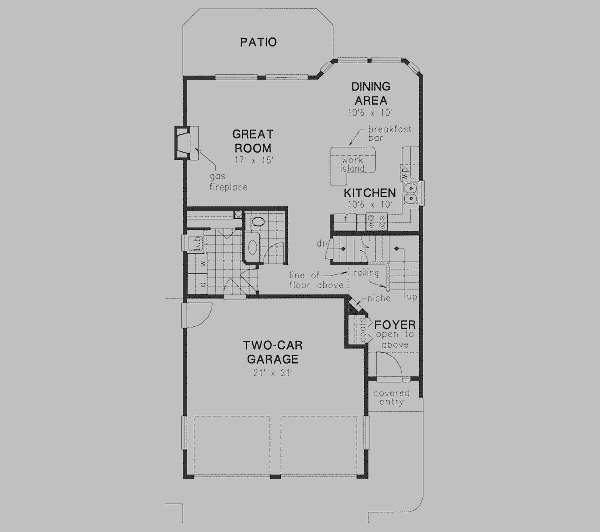 PATIO
DINING
AREA
10'6 x 10'
breakfast
bar
GREAT
ROOM
17' x 15'
work
island
gas
fireplace
KITCHEN
10'6 x 10'
dn
line of
floor above
railing
up
niche
W
FOYER
open to
above
coats
TWO-CAR
GARAGE
21' x 21'
covered
entry